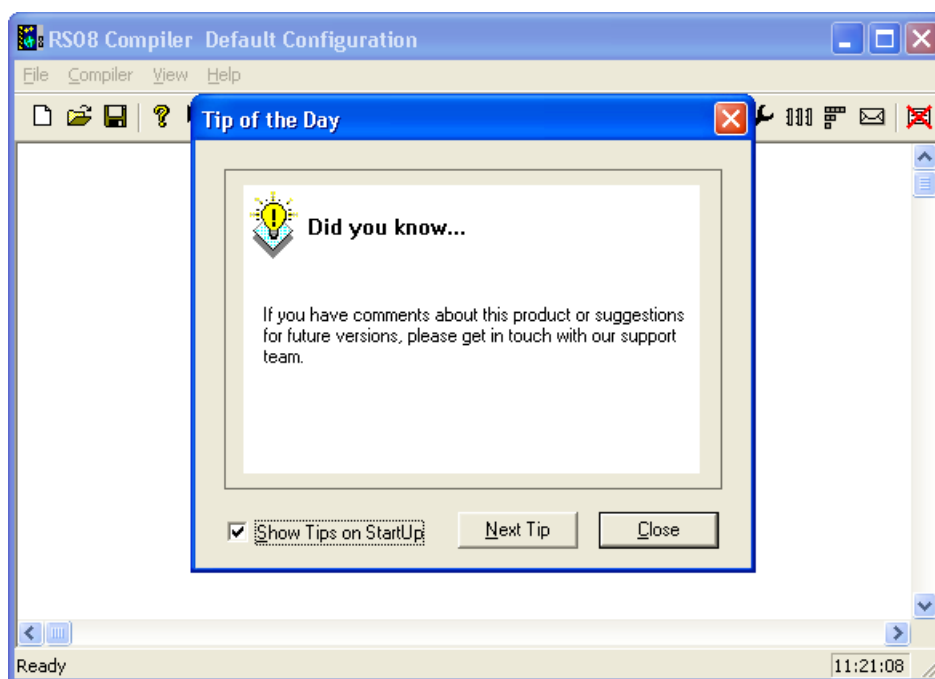 RS08 Compiler Default Configuration
File Compiler View Help
Tip of the Day
Did you know...
If you have comments about this product or suggestions
for future versions, please get in touch with our support
team.
Show Tips on StartUp
Next Tip
Close
Ready
11:21:08